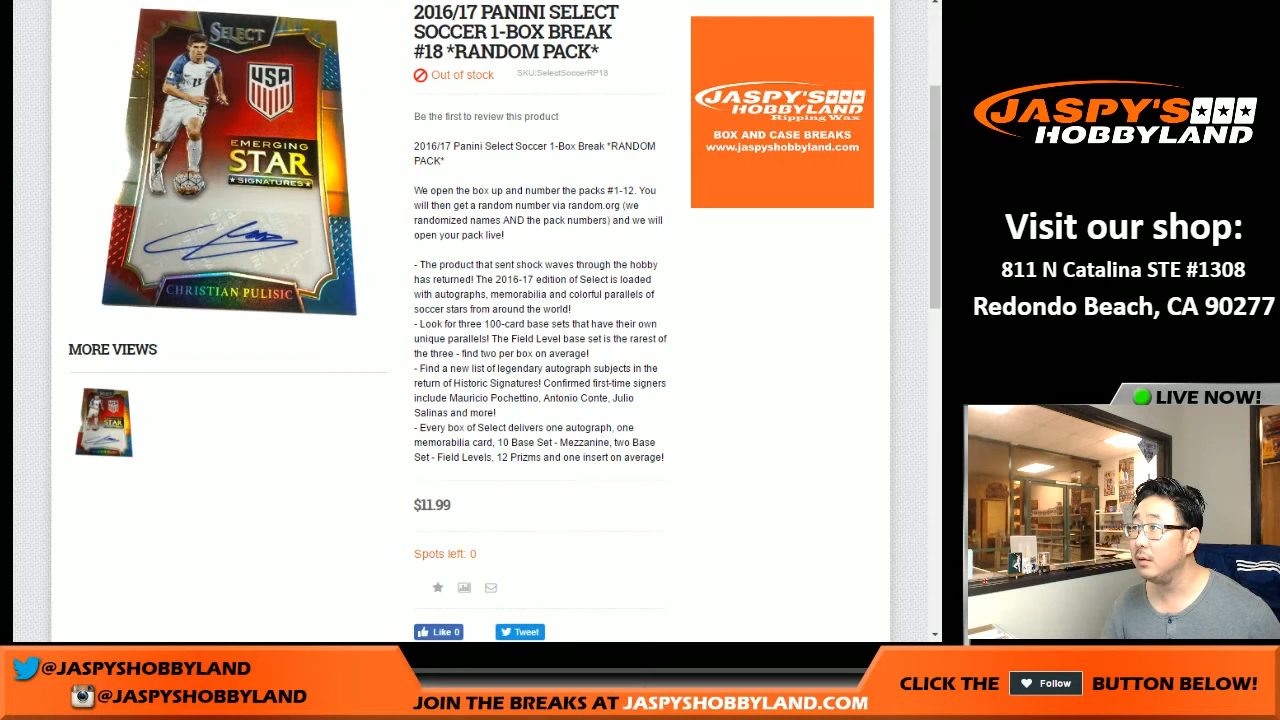 SELECT
USA
EMERGING
STAR
★SIGNATURES★
CHRISTIAN PULISIC
MORE VIEWS
2016/17 PANINI SELECT
SOCCER 1-BOX BREAK
#18 *RANDOM PACK*
Out of stock
SKU:SelectSoccerRP18
Be the first to review this product
2016/17 Panini Select Soccer 1-Box Break *RANDOM
PACK*
We open the box up and number the packs #1-12. You
will then get a random number via random.org (we
randomized names AND the pack numbers) and we will
open your pack live!
- The product that sent shock waves through the hobby
has returned! The 2016-17 edition of Select is loaded
with autographs, memorabilia and colorful parallels of
soccer stars from around the world!
- Look for three 100-card base sets that have their own
unique parallels! The Field Level base set is the rarest of
the three - find two per box on average!
- Find a new list of legendary autograph subjects in the
return of Historic Signatures! Confirmed first-time signers
include Mauricio Pochettino, Antonio Conte, Julio
Salinas and more!
- Every box of Select delivers one autograph, one
memorabilia card, 10 Base Set - Mezzanine, two Base
Set - Field Levels, 12 Prizms and one insert on average!
$11.99
Spots left: 0
Like 0
Tweet
JASPY'S
HOBBYLAND
Ripping Wax
BOX AND CASE BREAKS
www.jaspyshobbyland.com
JASPY'S
HOBBYLAND
Visit our shop:
811 N Catalina STE #1308
Redondo Beach, CA 90277
LIVE NOW!
@JASPYSHOBBYLAND
@JASPYSHOBBYLAND
JOIN THE BREAKS AT JASPYSHOBBYLAND.COM
CLICK THE Follow BUTTON BELOW!